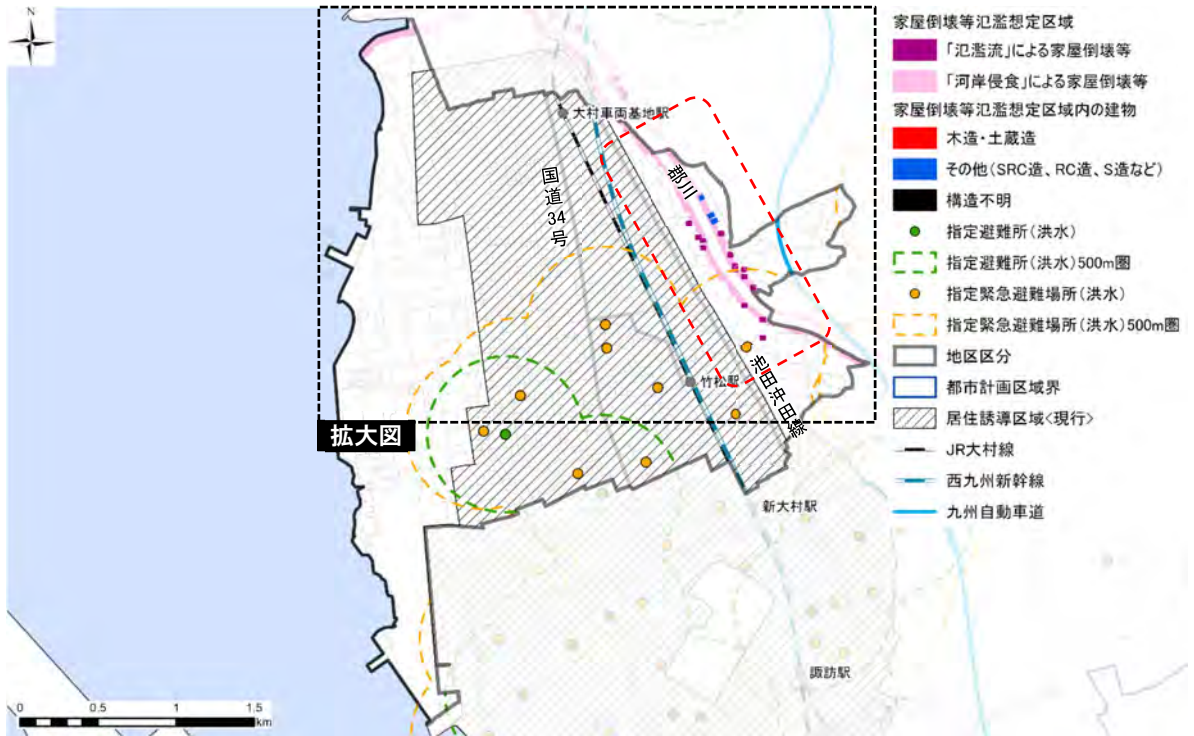 N
家屋倒壊等氾濫想定区域
「氾濫流」による家屋倒壊等
「河岸侵食」による家屋倒壊等
家屋倒壊等氾濫想定区域内の建物
木造・土蔵造
その他(SRC造、RC造、S造など)
構造不明
指定避難所(洪水)
指定避難所(洪水)500m圏
指定緊急避難場所(洪水)
指定緊急避難場所(洪水)500m圏
地区区分
都市計画区域界
居住誘導区域<現行>
JR大村線
西九州新幹線
九州自動車道
大村車両基地駅
国道34号
郡川
竹松駅
池田沖田線
拡大図
新大村駅
諏訪駅
0 0.5 1 1.5
km